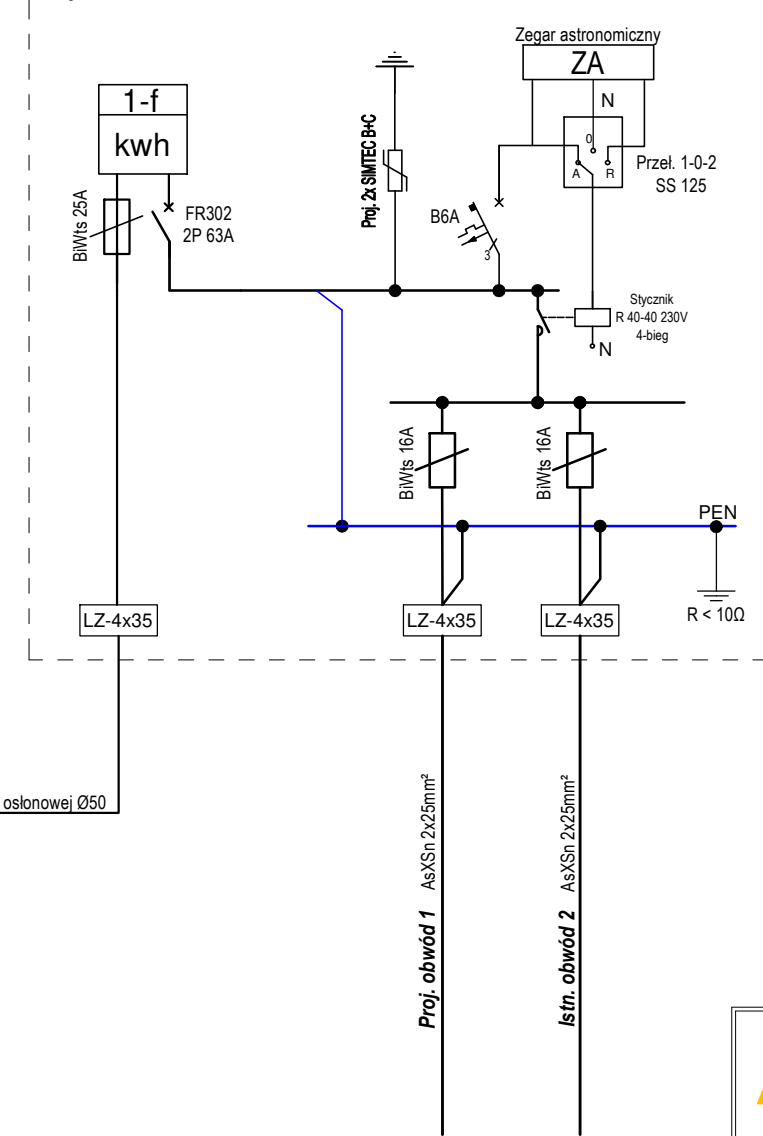 Zegar astronomiczny
ZA
N
0
A
R
Przeł. 1-0-2
SS 125
1-f
kwh
BiWts 25A
FR302
2P 63A
Proj. 2x SIMTEC B+C
B6A
3
Stycznik
R 40-40 230V
4-bieg
N
BiWts 16A
BiWts 16A
PEN
R < 10Ω
LZ-4x35
LZ-4x35
LZ-4x35
osłonowej Ø50
Proj. obwód 1 AsXSn 2x25mm²
Istn. obwód 2 AsXSn 2x25mm²